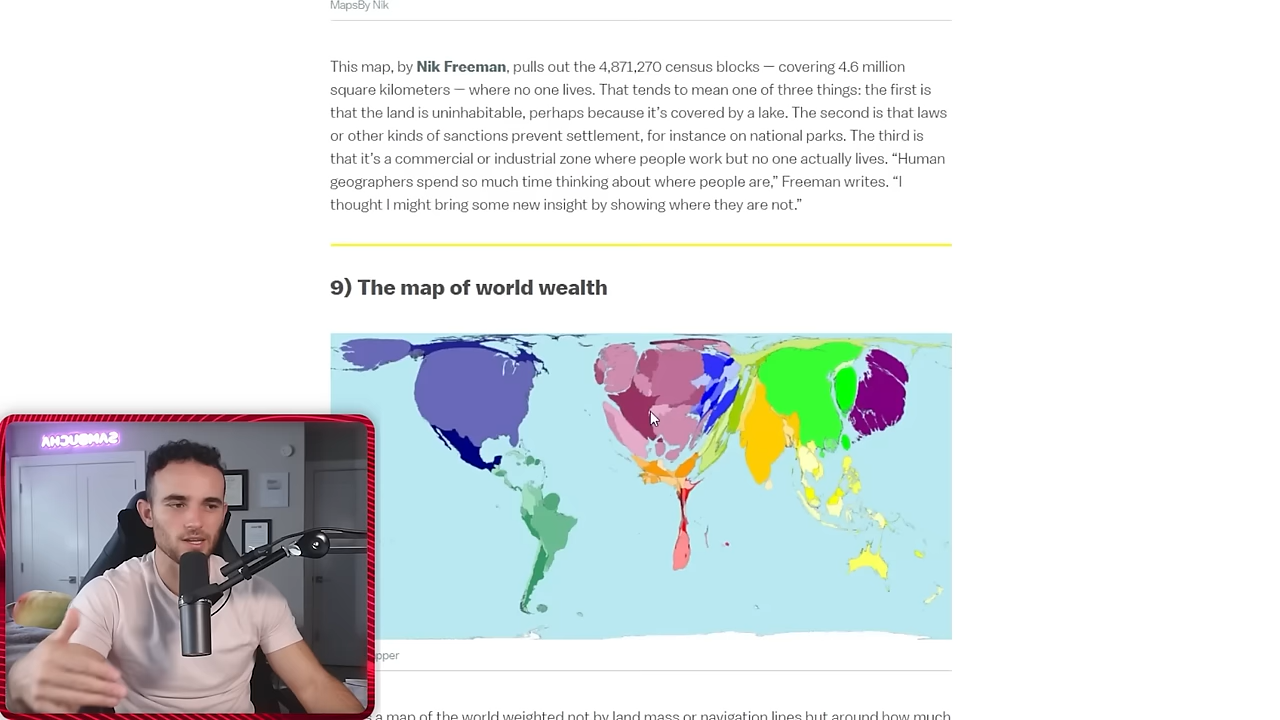 MapsBy Nik
This map, by Nik Freeman, pulls out the 4,871,270 census blocks — covering 4.6 million
square kilometers — where no one lives. That tends to mean one of three things: the first is
that the land is uninhabitable, perhaps because it’s covered by a lake. The second is that laws
or other kinds of sanctions prevent settlement, for instance on national parks. The third is
that it’s a commercial or industrial zone where people work but no one actually lives. “Human
geographers spend so much time thinking about where people are,” Freeman writes. “I
thought I might bring some new insight by showing where they are not.”
9) The map of world wealth
SANDUCHA
pper
s a map of the world weighted not by land mass or navigation lines but around how much